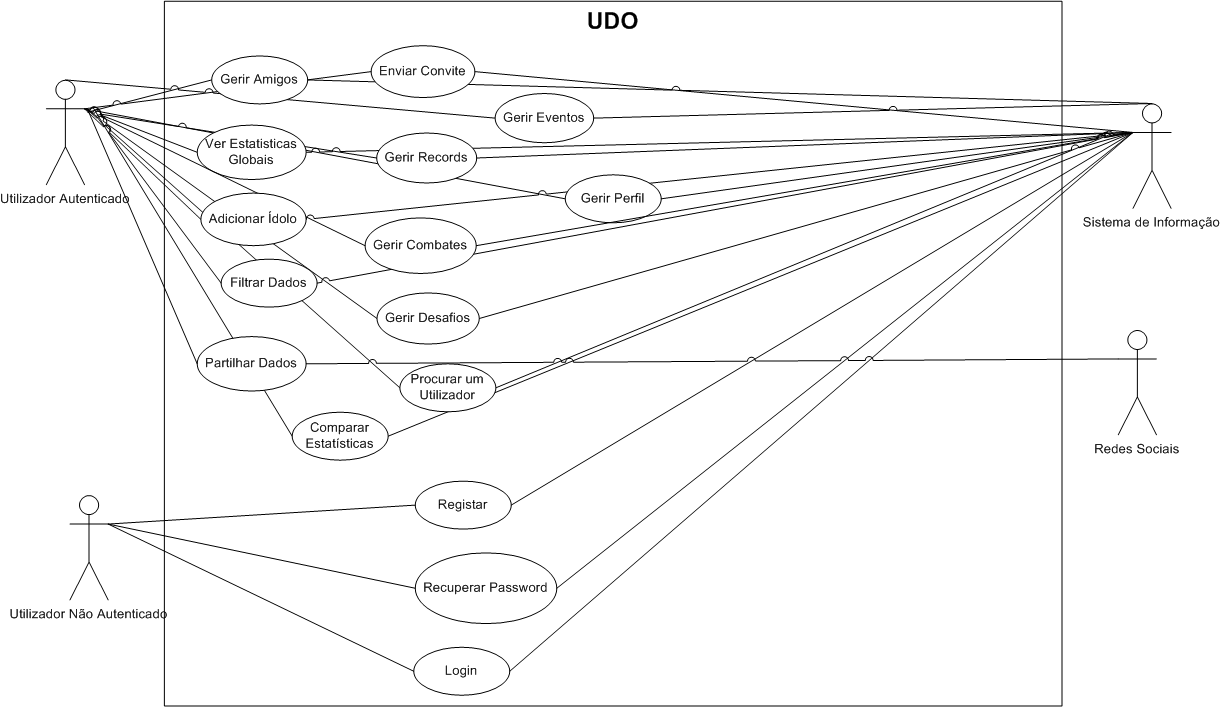 UDO
Gerir Amigos
Enviar Convite
Gerir Eventos
Ver Estatisticas
Globais
Gerir Records
Utilizador Autenticado
Gerir Perfil
Sistema de Informação
Adicionar Ídolo
Gerir Combates
Filtrar Dados
Gerir Desafios
Partilhar Dados
Procurar um
Utilizador
Comparar
Estatísticas
Redes Sociais
Registar
Recuperar Password
Utilizador Não Autenticado
Login